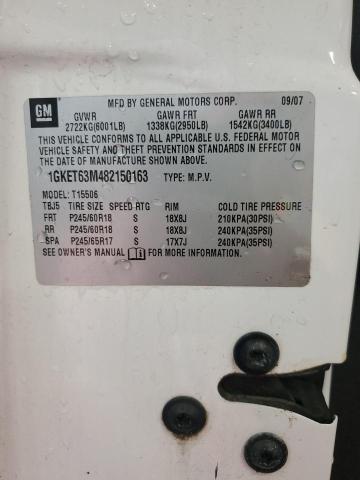 MFD BY GENERAL MOTORS CORP. 09/07
GM GVWR GAWR FRT GAWR RR
2722KG(6001LB) 1338KG(2950LB) 1542KG(3400LB)
THIS VEHICLE CONFORMS TO ALL APPLICABLE U.S. FEDERAL MOTOR
VEHICLE SAFETY AND THEFT PREVENTION STANDARDS IN EFFECT ON
THE DATE OF MANUFACTURE SHOWN ABOVE.
1GKET63M482150163 TYPE: M.P.V.
MODEL: T15506
TBJ5 TIRE SIZE SPEED-RTG RIM COLD TIRE PRESSURE
FRT P245/60R18 S 18X8J 210KPA(30PSI)
RR P245/60R18 S 18X8J 240KPA(35PSI)
SPA P245/65R17 S 17X7J 240KPA(35PSI)
SEE OWNER'S MANUAL FOR MORE INFORMATION.